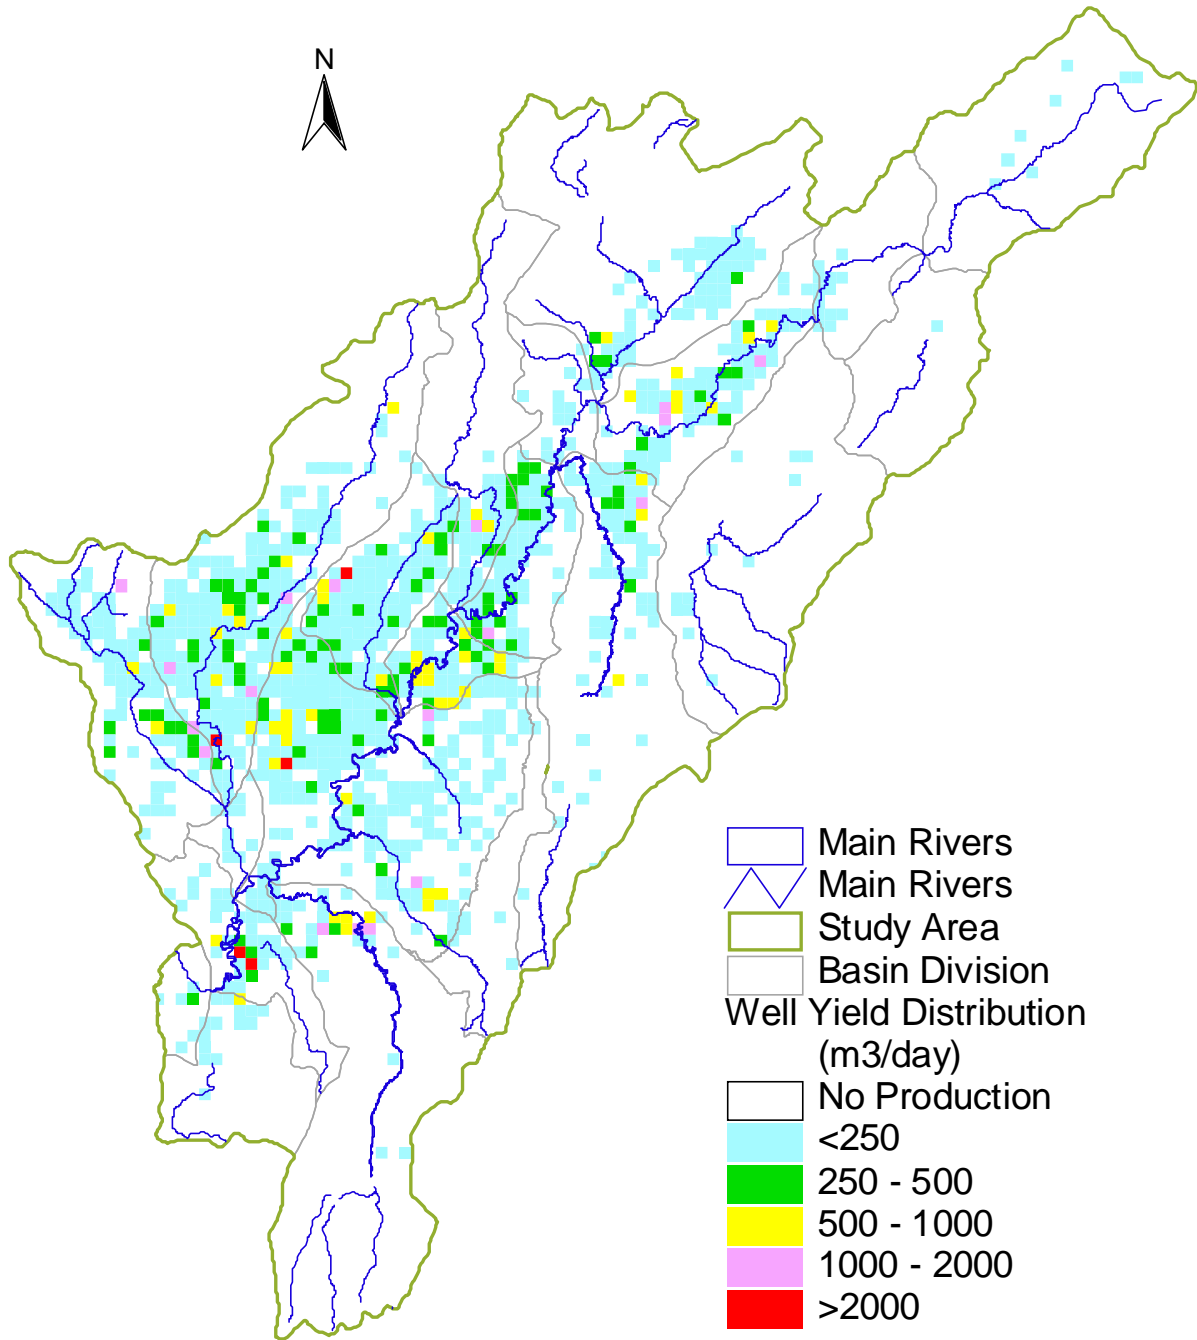 N
Main Rivers
Main Rivers
Study Area
Basin Division
Well Yield Distribution
(m3/day)
No Production
<250
250 - 500
500 - 1000
1000 - 2000
>2000